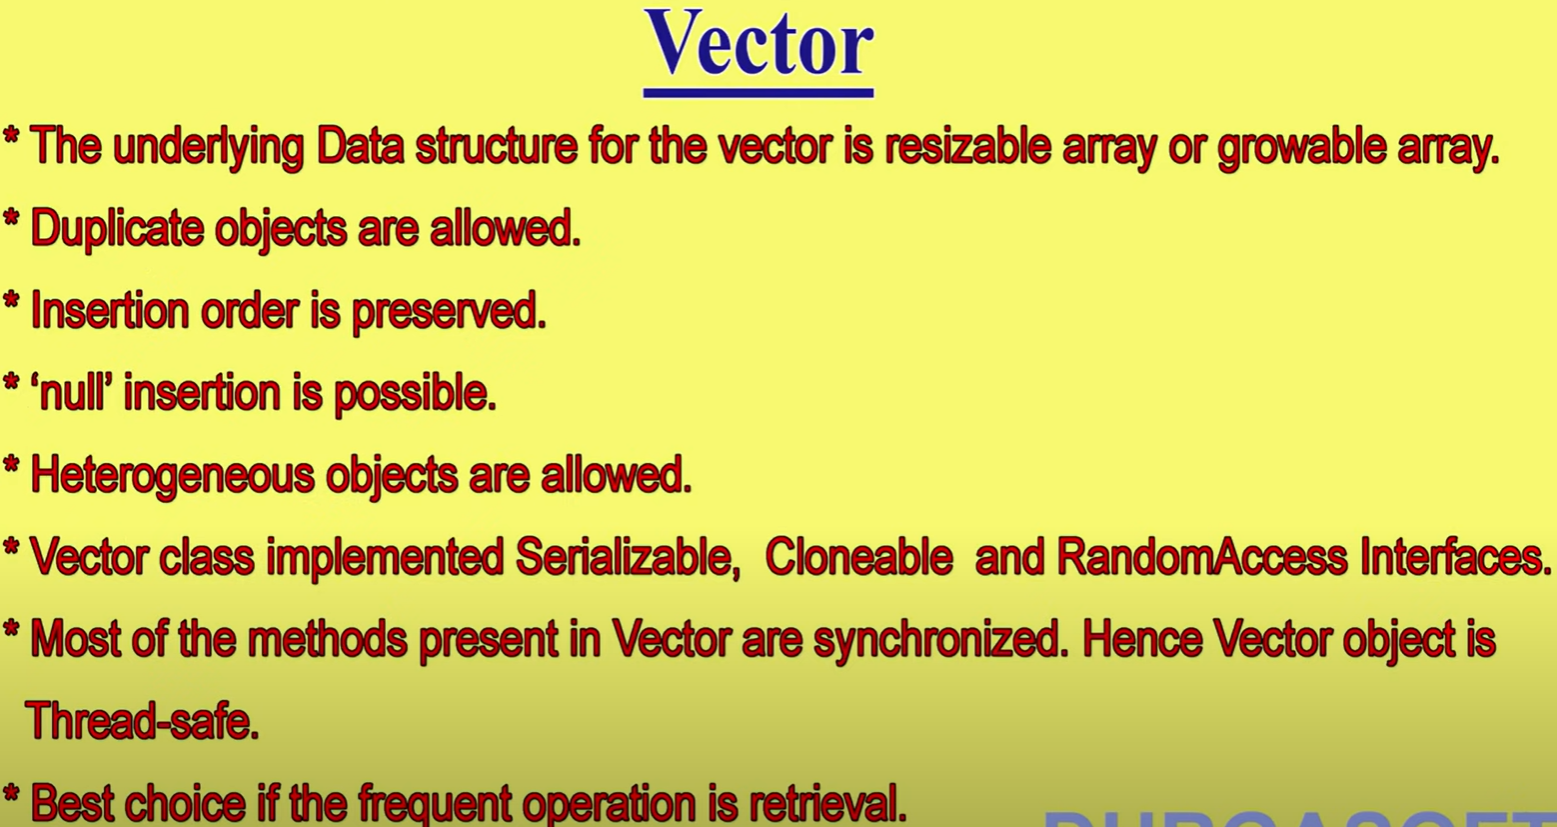 Vector
* The underlying Data structure for the vector is resizable array or growable array.
* Duplicate objects are allowed.
* Insertion order is preserved.
* ‘null’ insertion is possible.
* Heterogeneous objects are allowed.
* Vector class implemented Serializable,  Cloneable  and RandomAccess Interfaces.
* Most of the methods present in Vector are synchronized. Hence Vector object is
Thread-safe.
* Best choice if the frequent operation is retrieval.
DURGASOFT